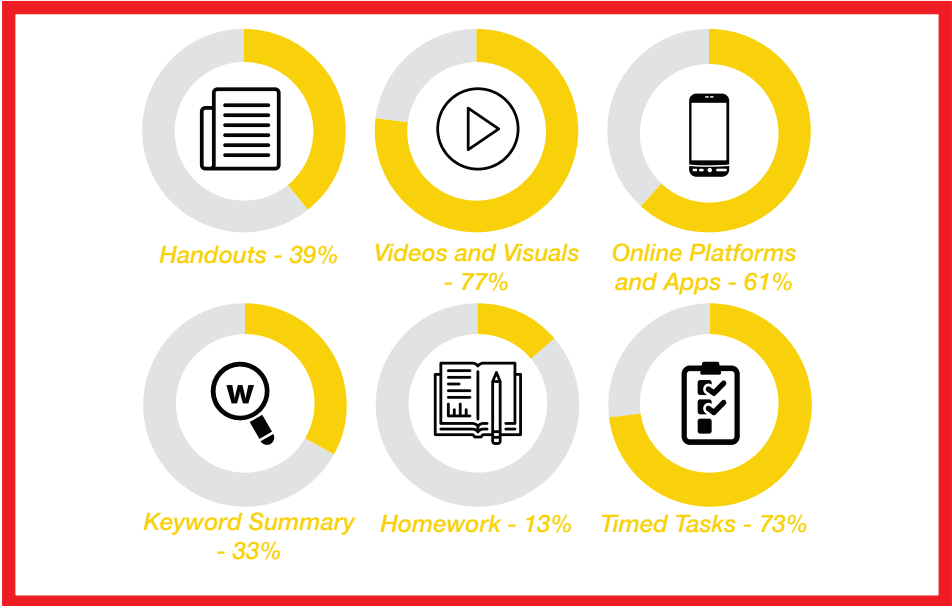 Handouts - 39%
Videos and Visuals
- 77%
Online Platforms
and Apps - 61%
W
Keyword Summary
- 33%
Homework - 13%
Timed Tasks - 73%